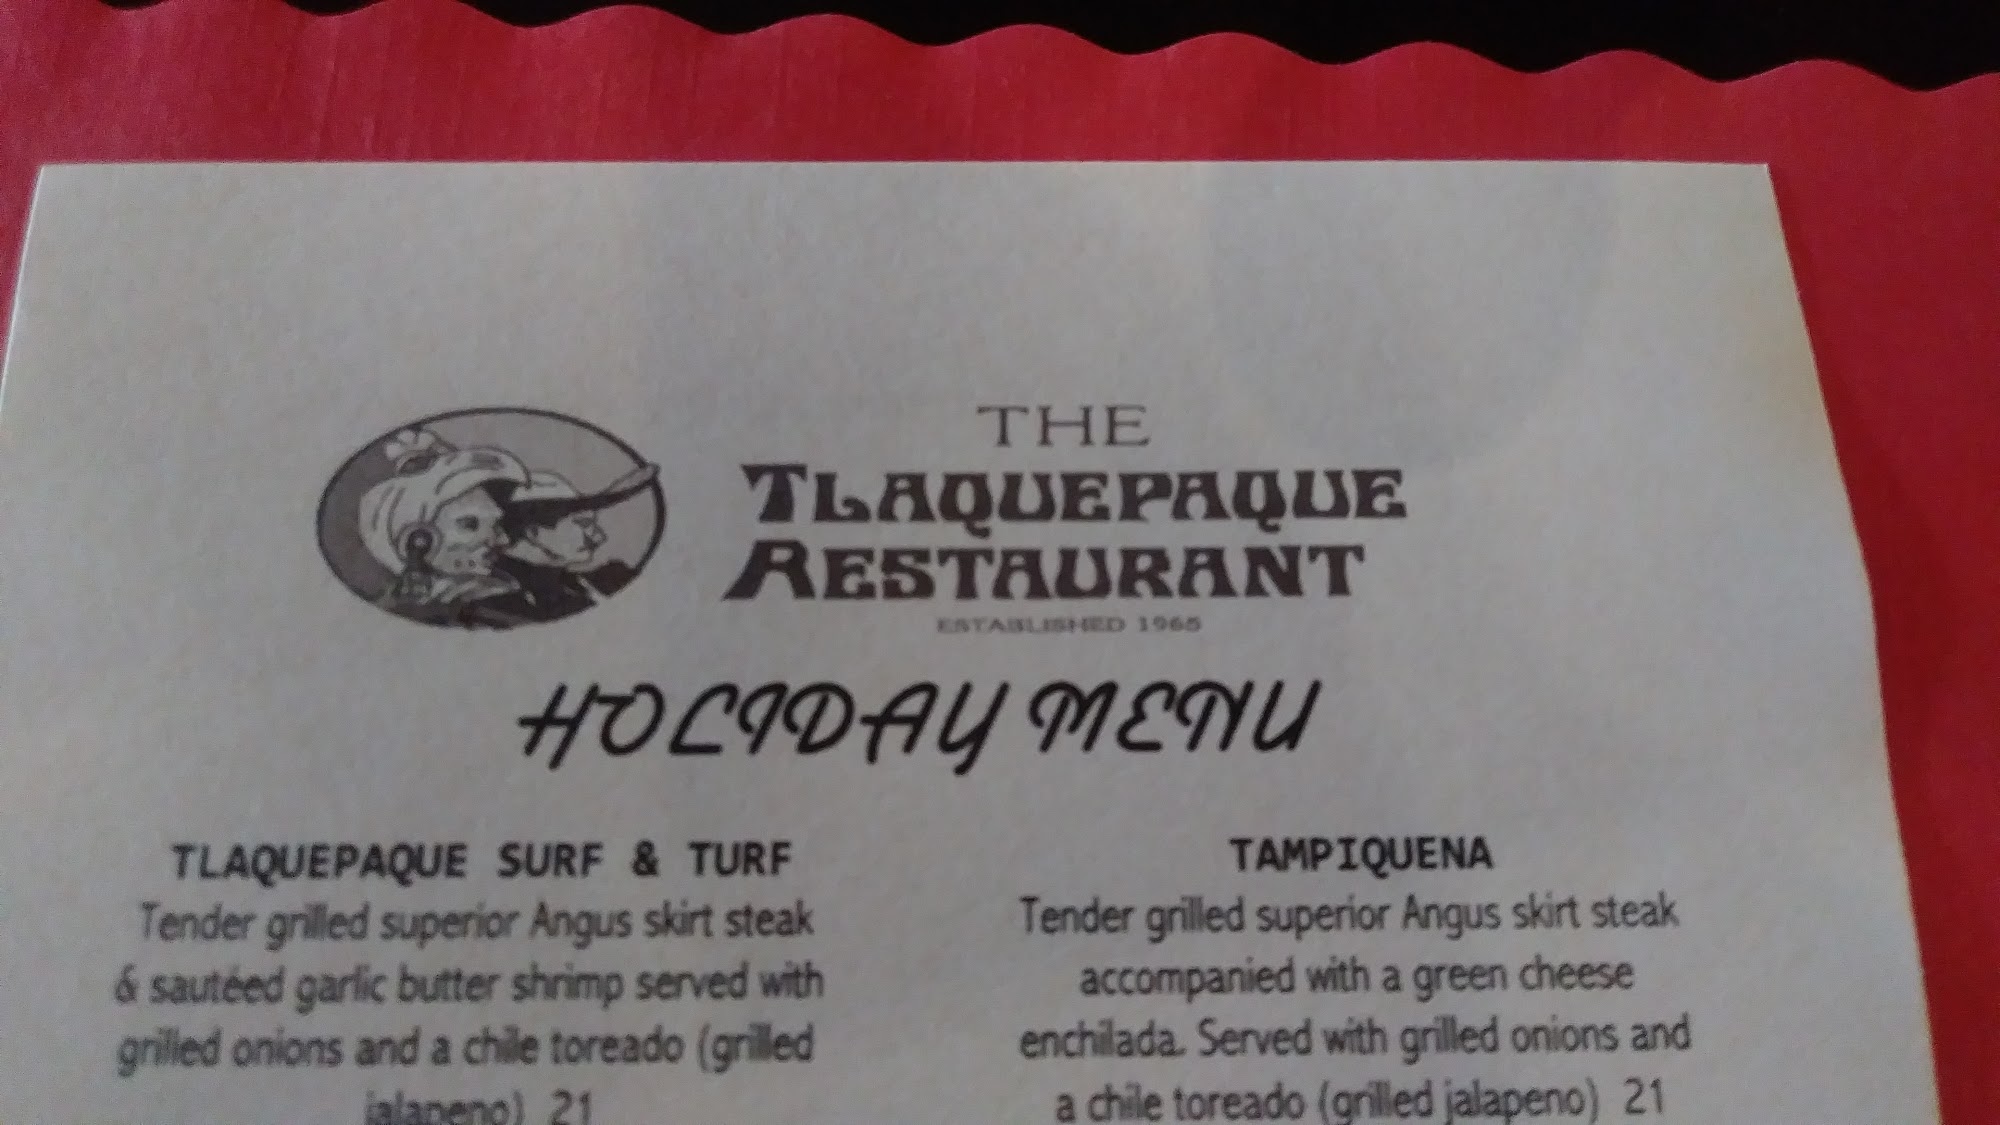 THE
TLAQUEPAQUE
RESTAURANT
ESTABLISHED 1965
HOLIDAY MENU
TLAQUEPAQUE SURF & TURF
Tender grilled superior Angus skirt steak
& sautéed garlic butter shrimp served with
grilled onions and a chile toreado (grilled
jalapeno) 21
TAMPIQUENA
Tender grilled superior Angus skirt steak
accompanied with a green cheese
enchilada. Served with grilled onions and
a chile toreado (grilled jalapeno) 21